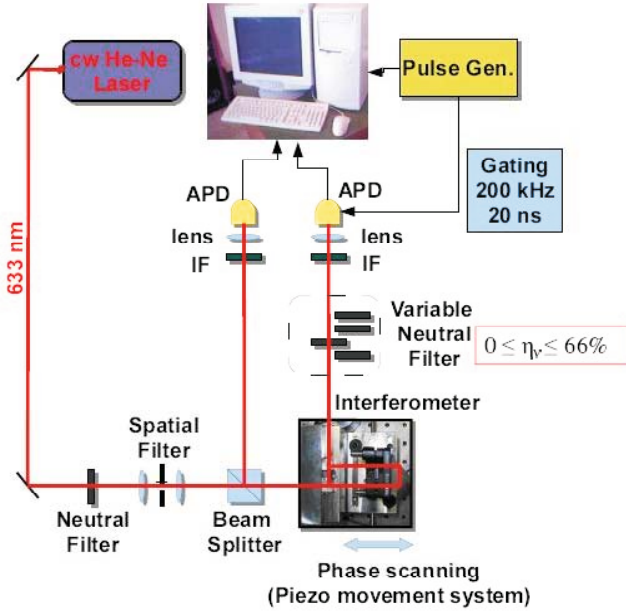 cw He-Ne
Laser
Pulse Gen.
Gating
200 kHz
20 ns
APD
APD
lens
lens
IF
IF
633 nm
Variable
Neutral
Filter
0 ≤ ηᵥ ≤ 66%
Interferometer
Spatial
Filter
Neutral
Filter
Beam
Splitter
Phase scanning
(Piezo movement system)